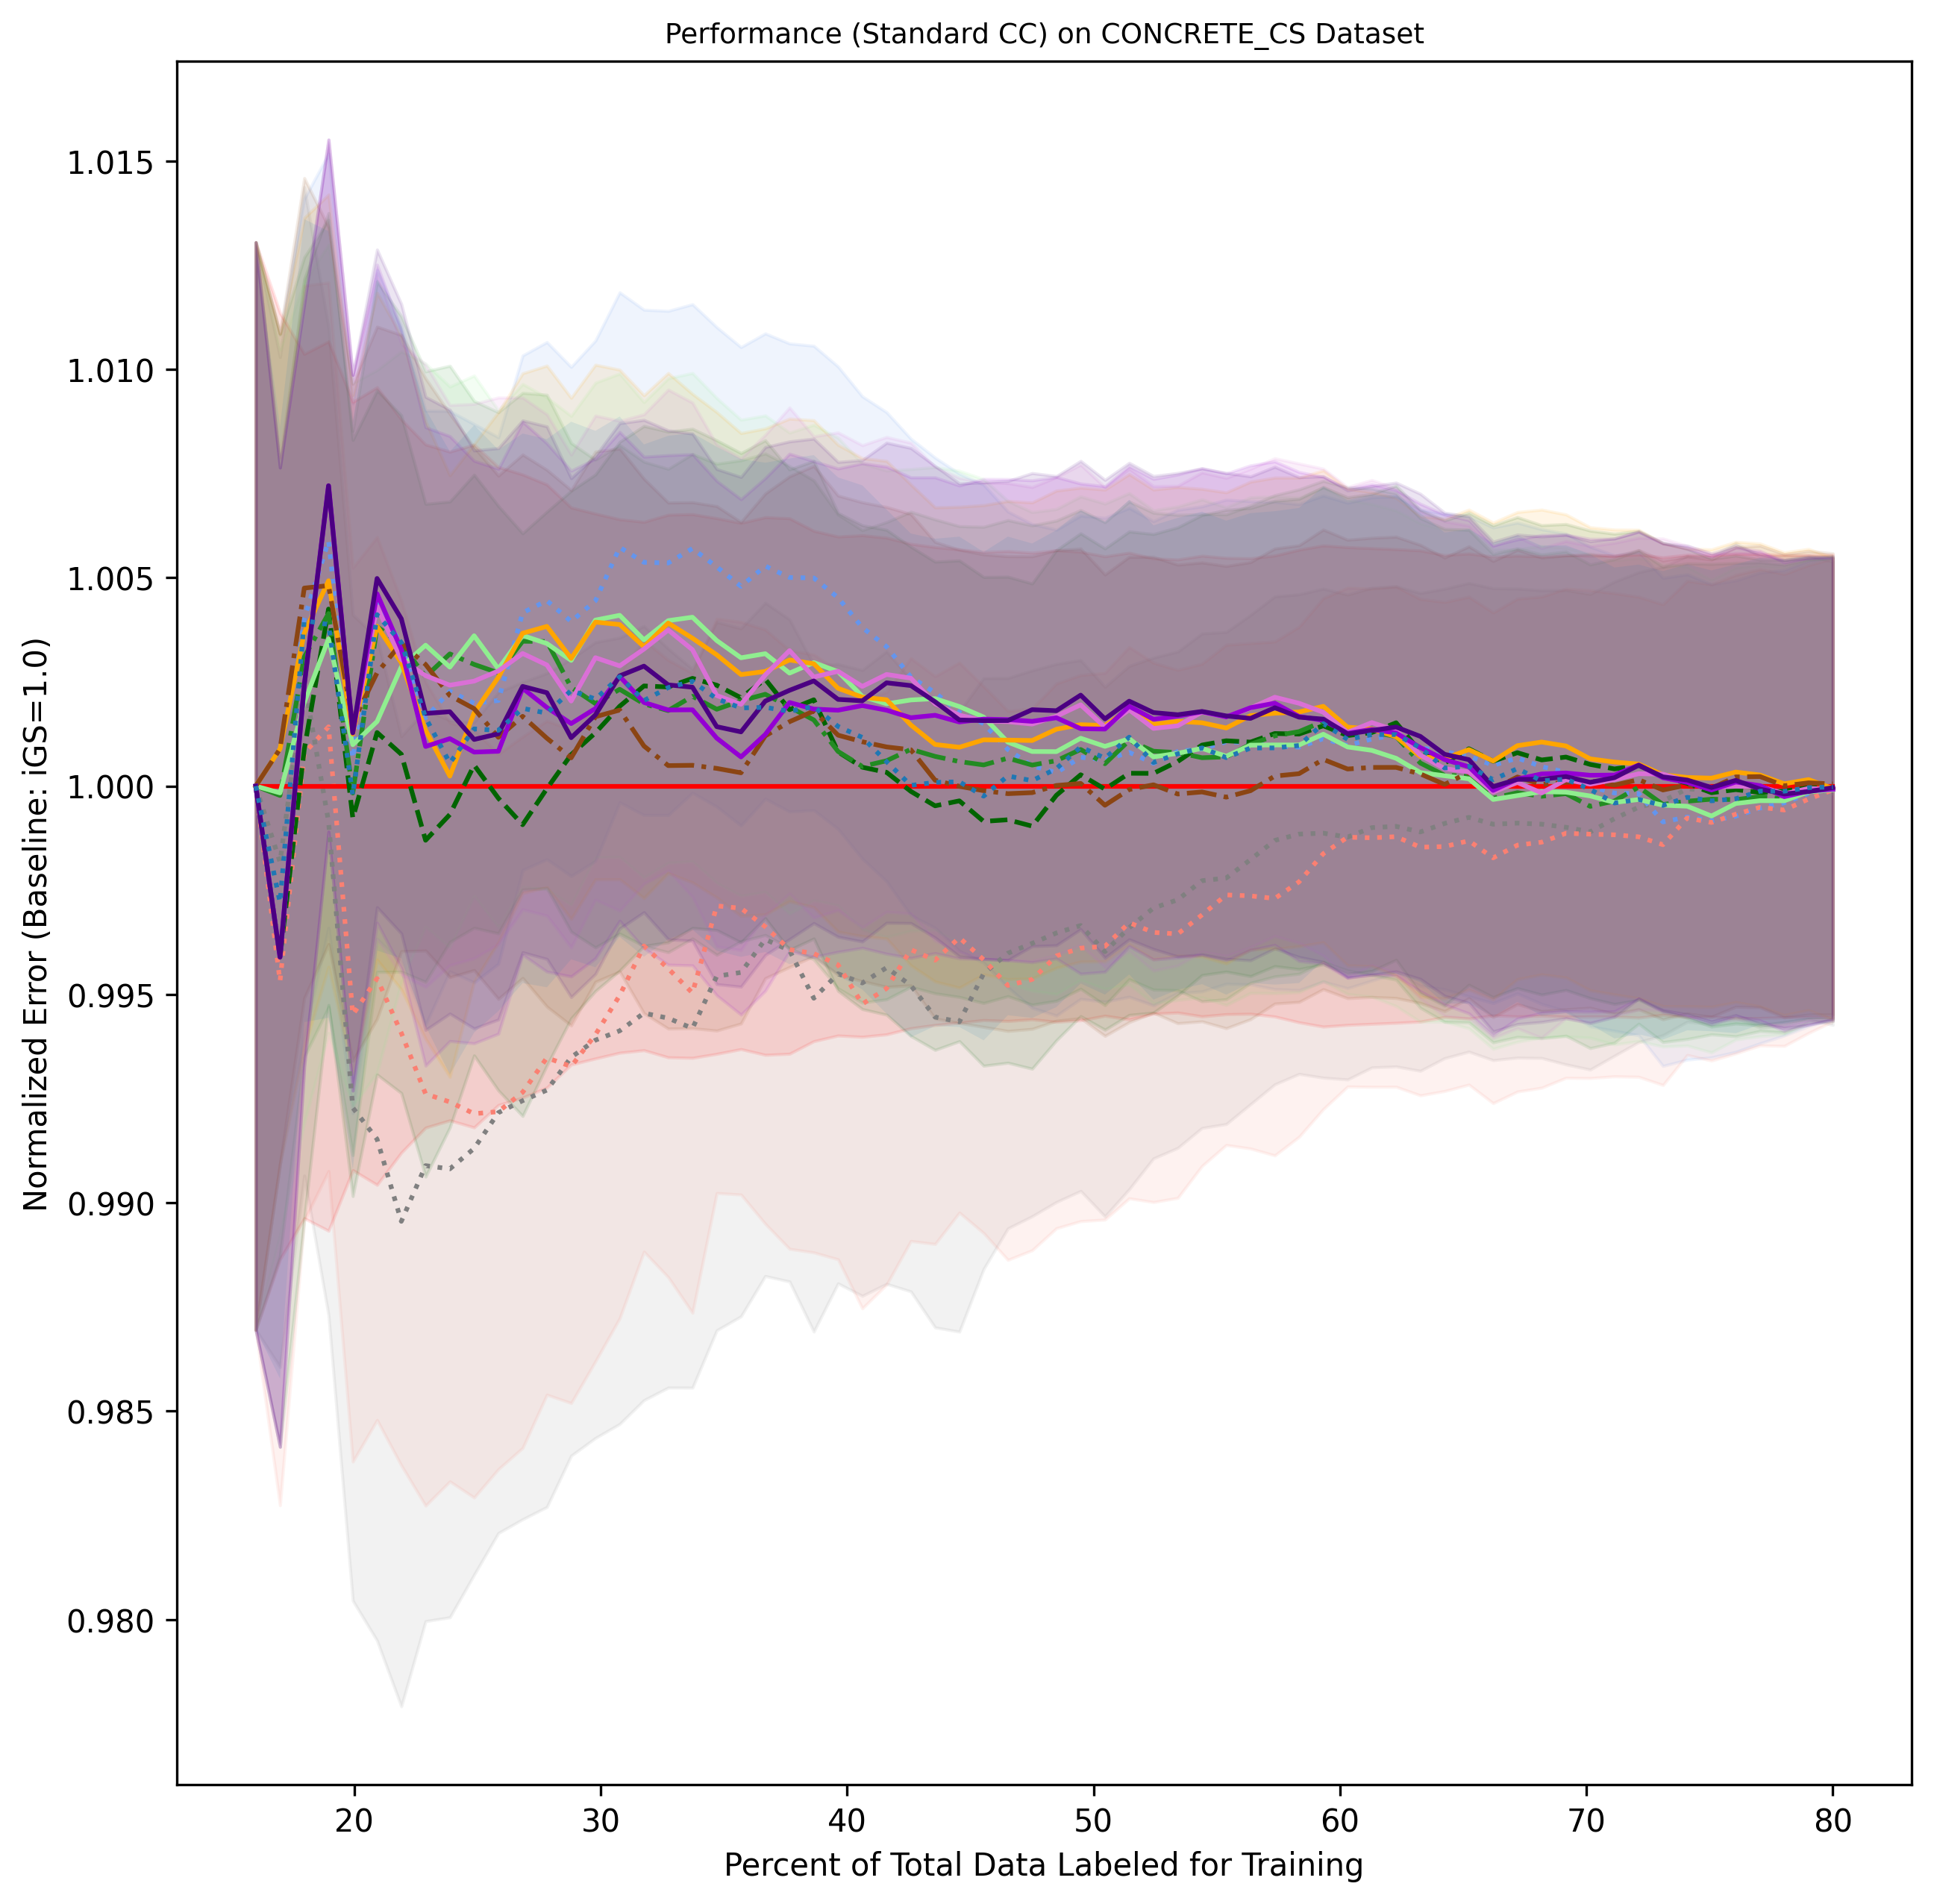 Performance (Standard CC) on CONCRETE_CS Dataset
Normalized Error (Baseline: iGS=1.0)
1.015
1.010
1.005
1.000
0.995
0.990
0.985
0.980
20 30 40 50 60 70 80
Percent of Total Data Labeled for Training